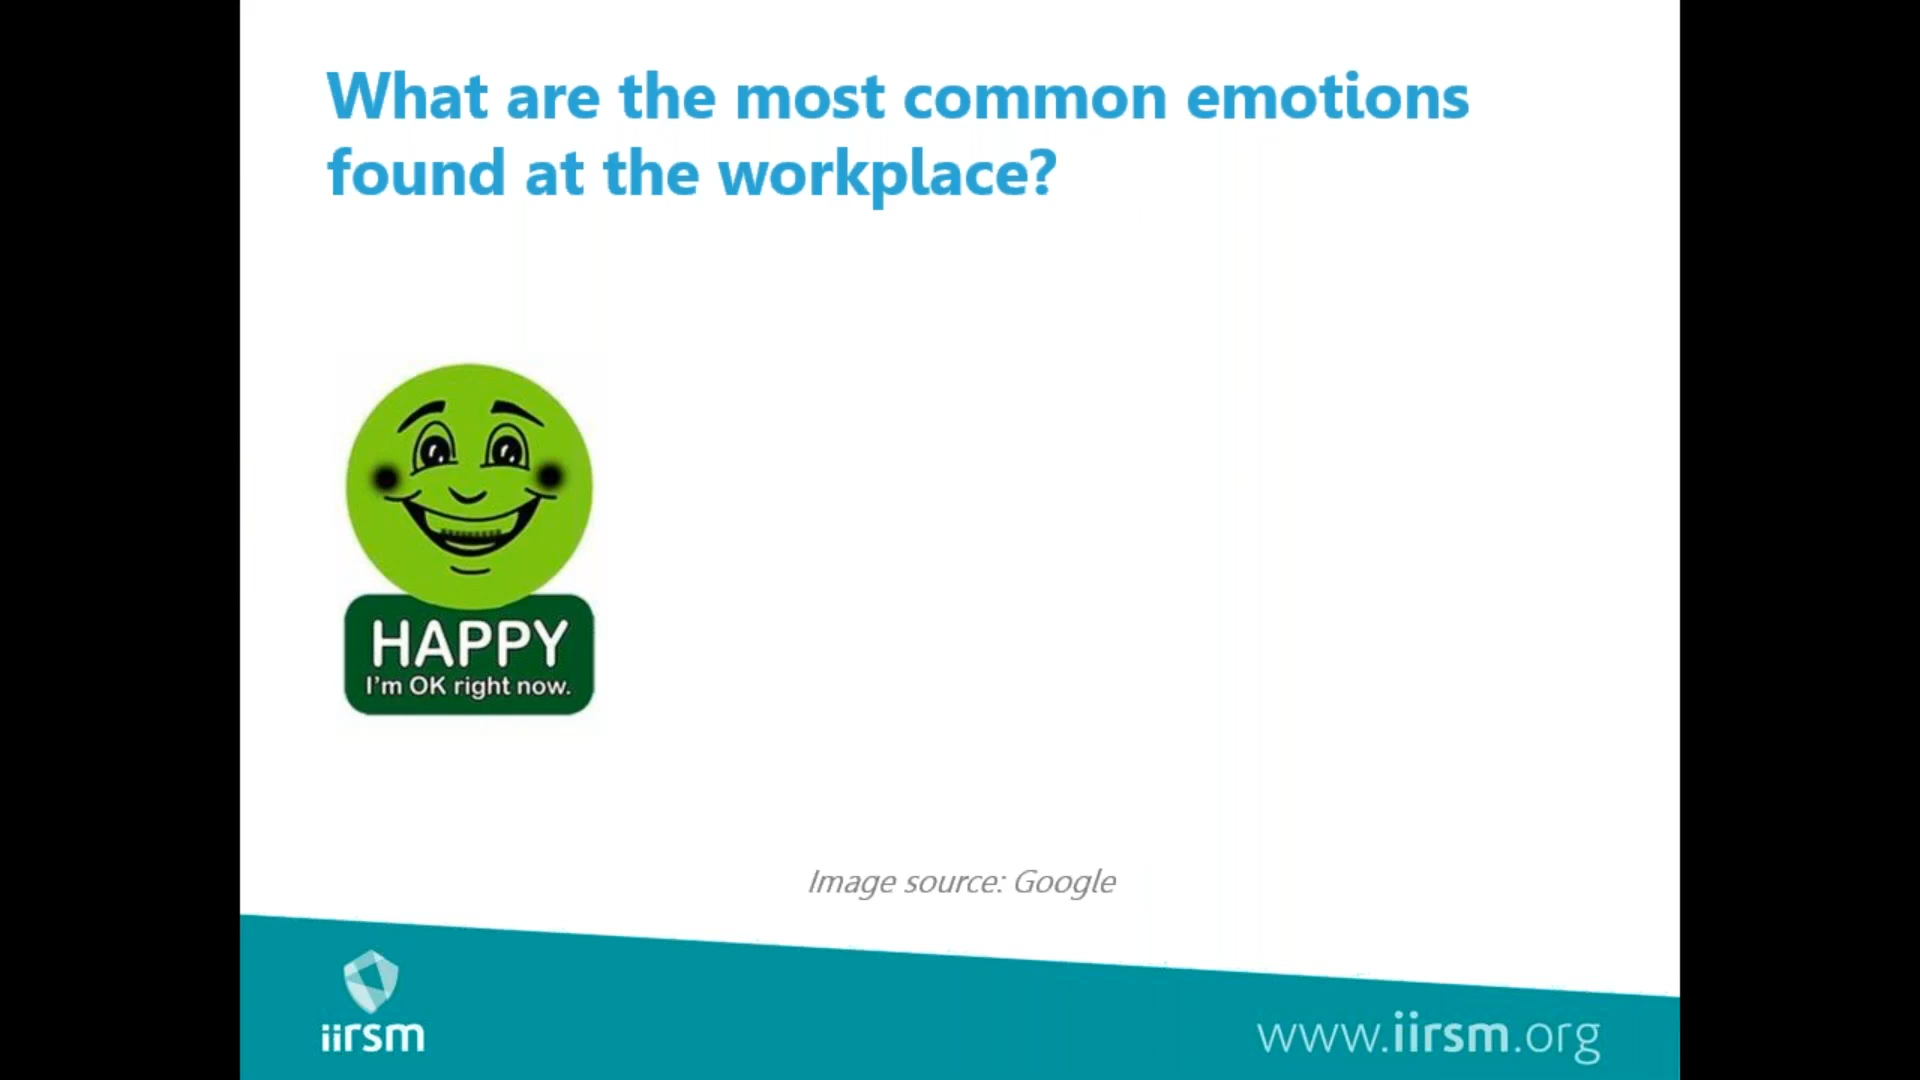 What are the most common emotions
found at the workplace?
HAPPY
I'm OK right now.
Image source: Google
iirsm
www.iirsm.org